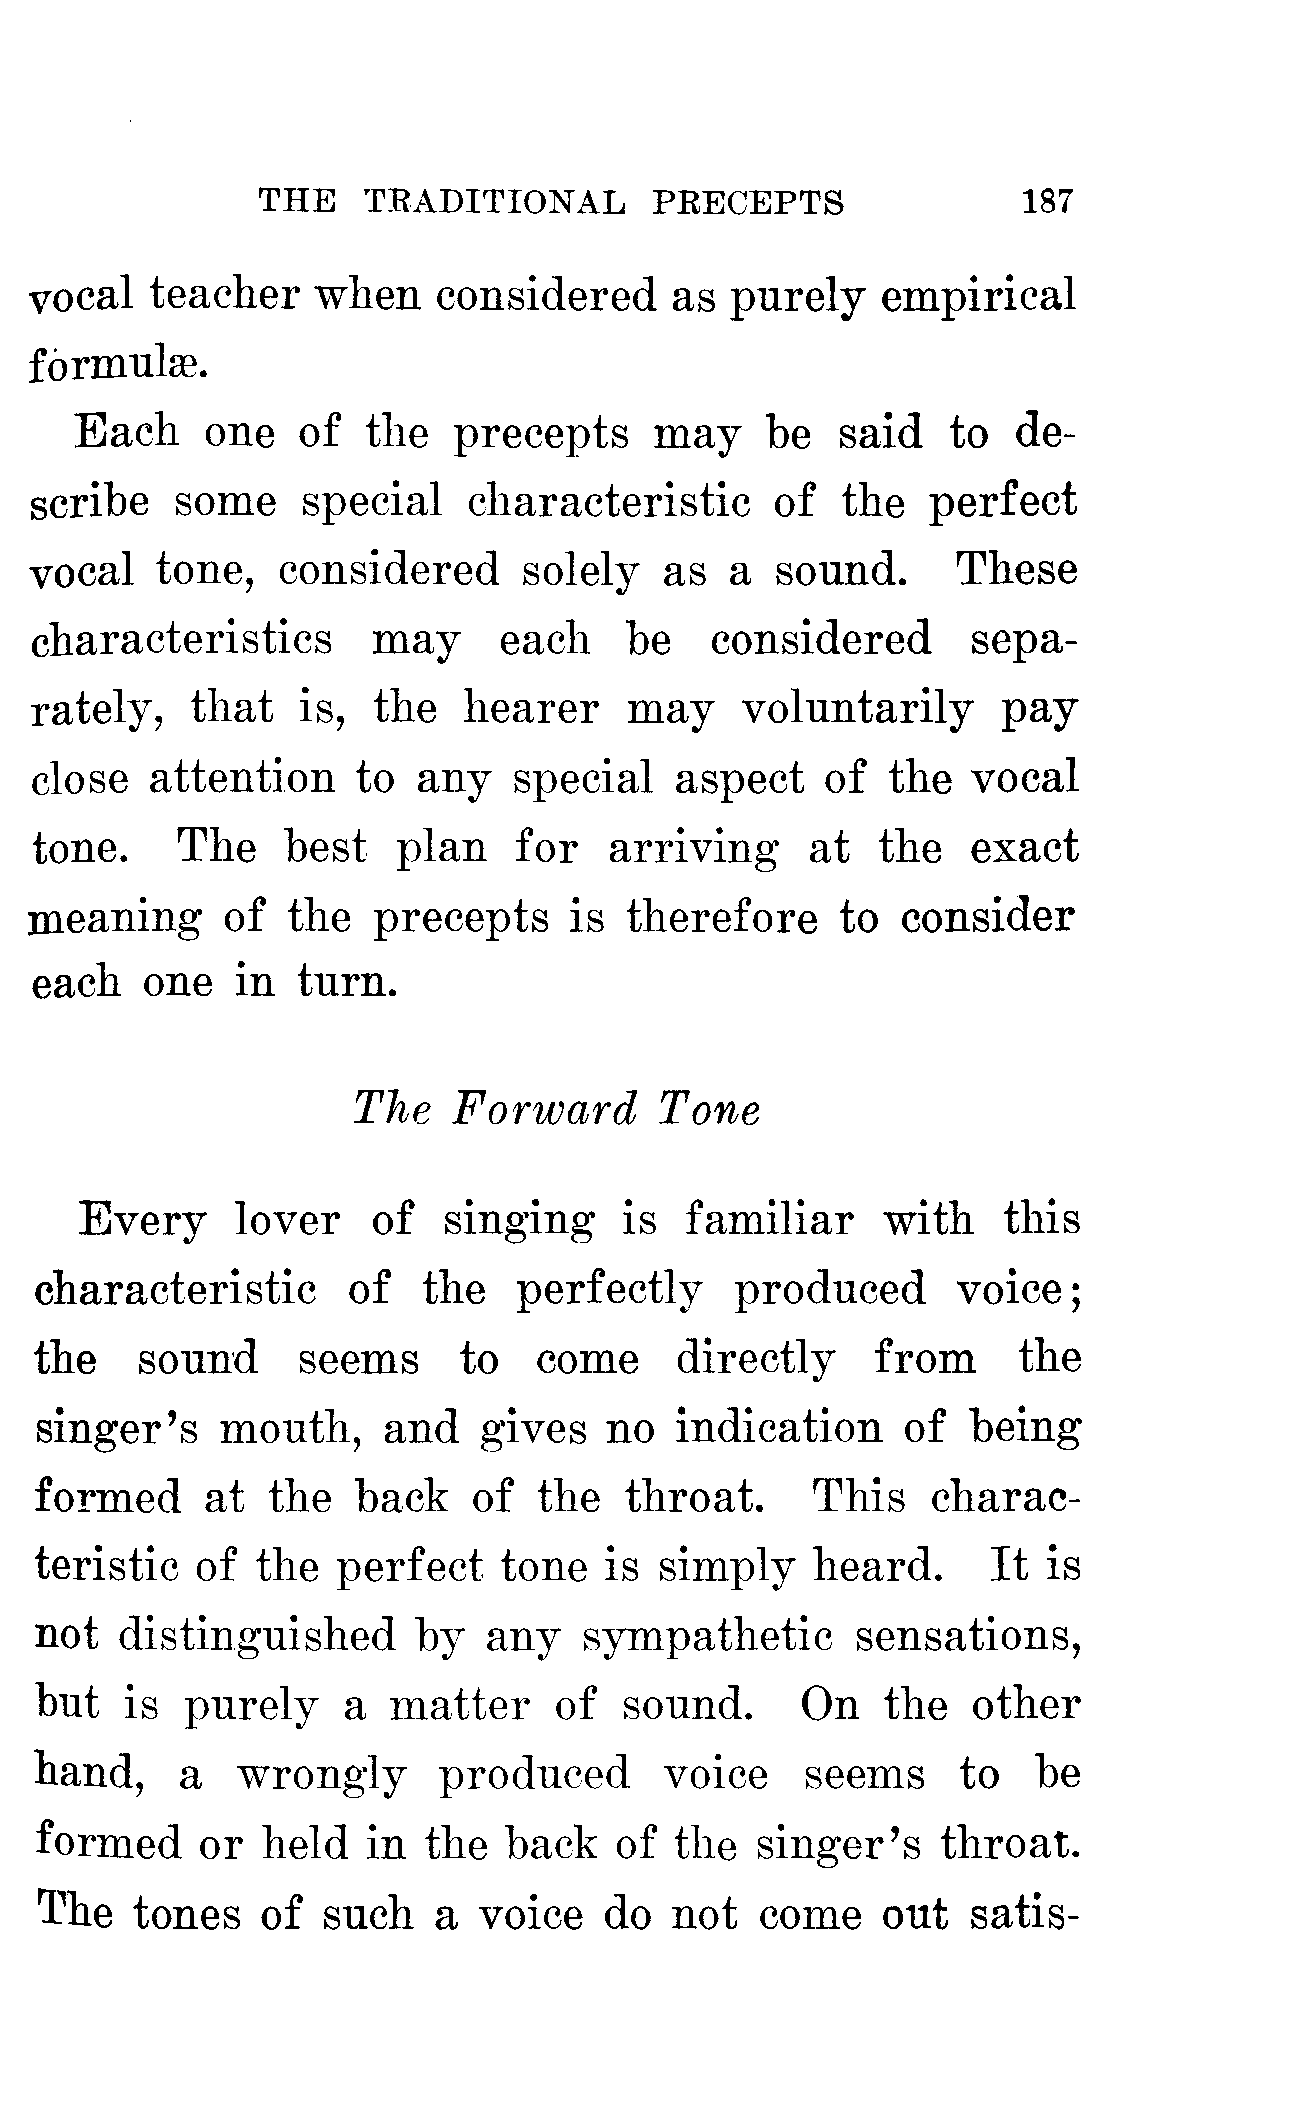 THE TRADITIONAL PRECEPTS 187
vocal teacher when considered as purely empirical
formulæ.
Each one of the precepts may be said to de-
scribe some special characteristic of the perfect
vocal tone, considered solely as a sound. These
characteristics may each be considered sepa-
rately, that is, the hearer may voluntarily pay
close attention to any special aspect of the vocal
tone. The best plan for arriving at the exact
meaning of the precepts is therefore to consider
each one in turn.
The Forward Tone
Every lover of singing is familiar with this
characteristic of the perfectly produced voice;
the sound seems to come directly from the
singer's mouth, and gives no indication of being
formed at the back of the throat. This charac-
teristic of the perfect tone is simply heard. It is
not distinguished by any sympathetic sensations,
but is purely a matter of sound. On the other
hand, a wrongly produced voice seems to be
formed or held in the back of the singer's throat.
The tones of such a voice do not come out satis-